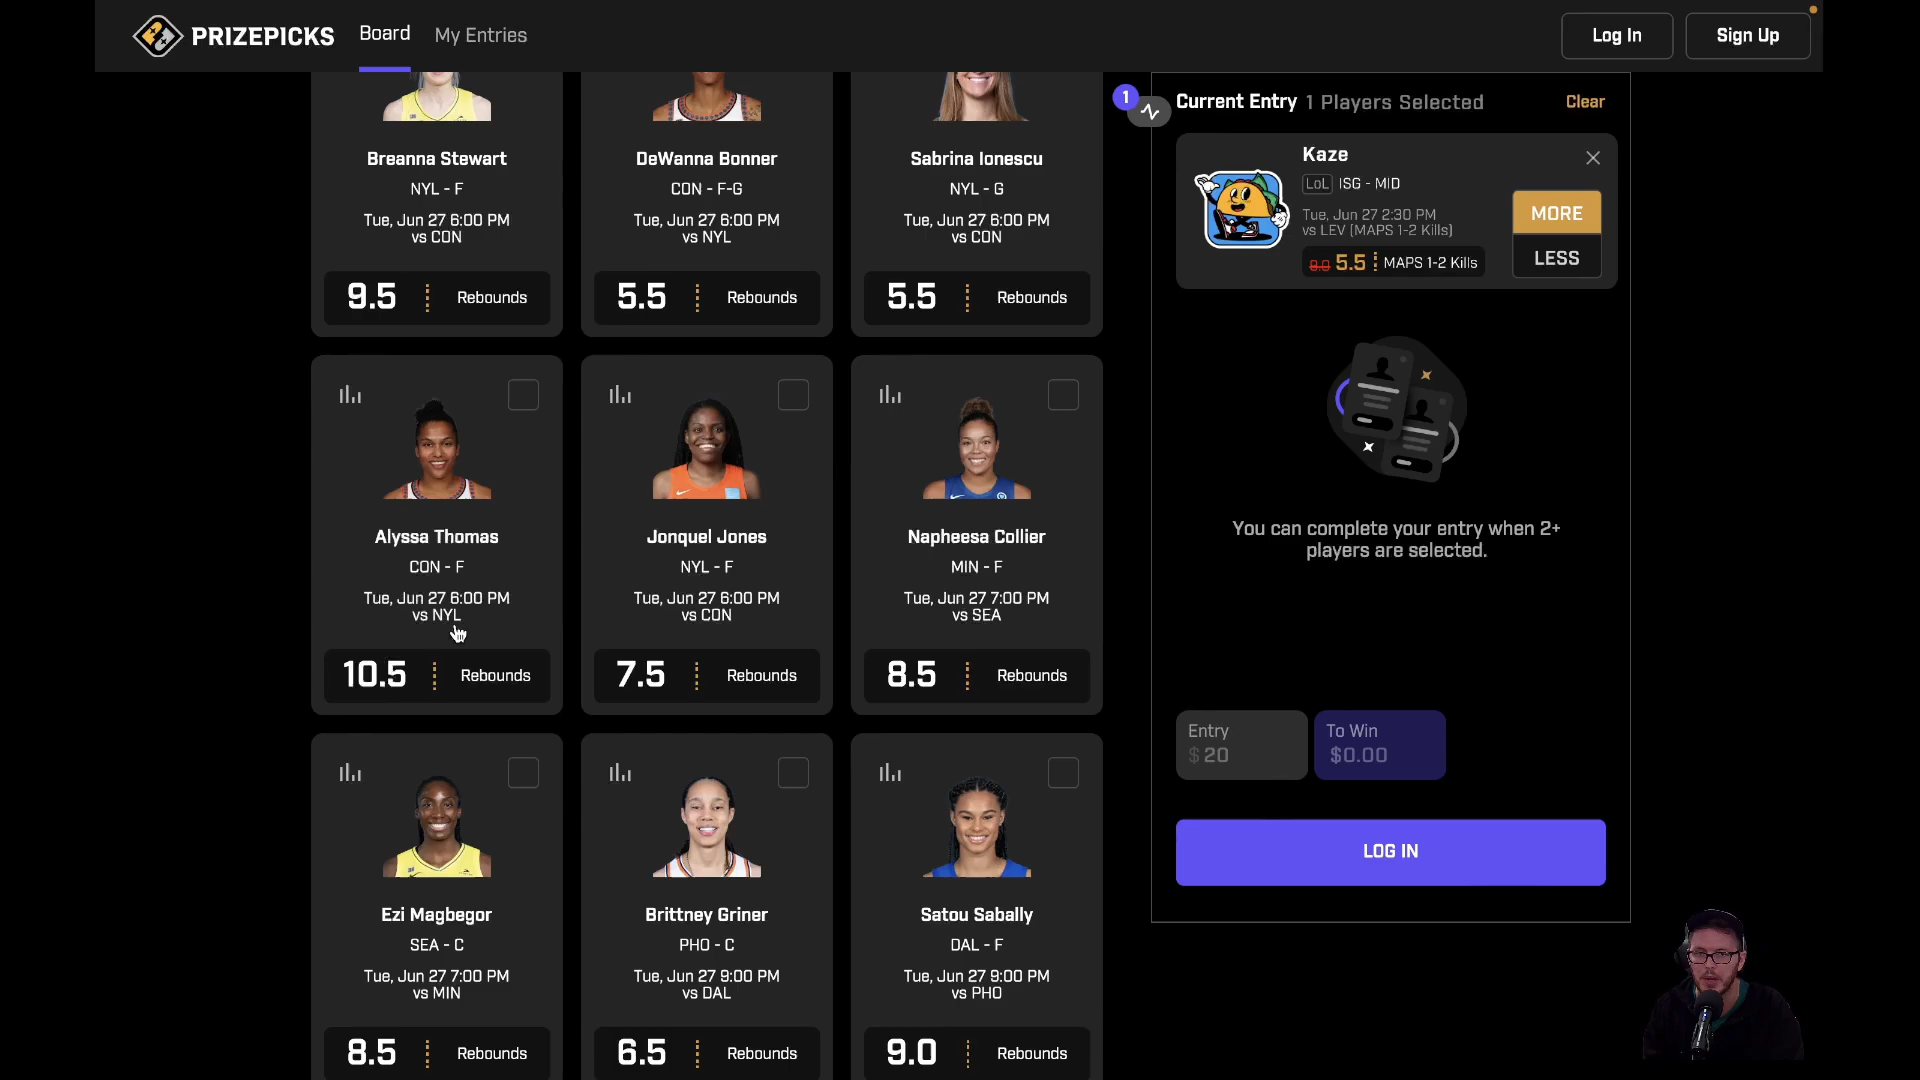 PRIZEPICKS
Board
My Entries
Log In
Sign Up
Breanna Stewart
NYL - F
Tue, Jun 27 6:00 PM
vs CON
9.5
Rebounds
DeWanna Bonner
CON - F-G
Tue, Jun 27 6:00 PM
vs NYL
5.5
Rebounds
Sabrina Ionescu
NYL - G
Tue, Jun 27 6:00 PM
vs CON
5.5
Rebounds
Alyssa Thomas
CON - F
Tue, Jun 27 6:00 PM
vs NYL
10.5
Rebounds
Jonquel Jones
NYL - F
Tue, Jun 27 6:00 PM
vs CON
7.5
Rebounds
Napheesa Collier
MIN - F
Tue, Jun 27 7:00 PM
vs SEA
8.5
Rebounds
Ezi Magbegor
SEA - C
Tue, Jun 27 7:00 PM
vs MIN
8.5
Rebounds
Brittney Griner
PHO - C
Tue, Jun 27 9:00 PM
vs DAL
6.5
Rebounds
Satou Sabally
DAL - F
Tue, Jun 27 9:00 PM
vs PHO
9.0
Rebounds
1
Current Entry 1 Players Selected
Clear
Kaze
LoL ISG - MID
Tue, Jun 27 2:30 PM
vs LEV (MAPS 1-2 Kills)
5.5 MAPS 1-2 Kills
MORE
LESS
You can complete your entry when 2+
players are selected.
Entry
$ 20
To Win
$0.00
LOG IN